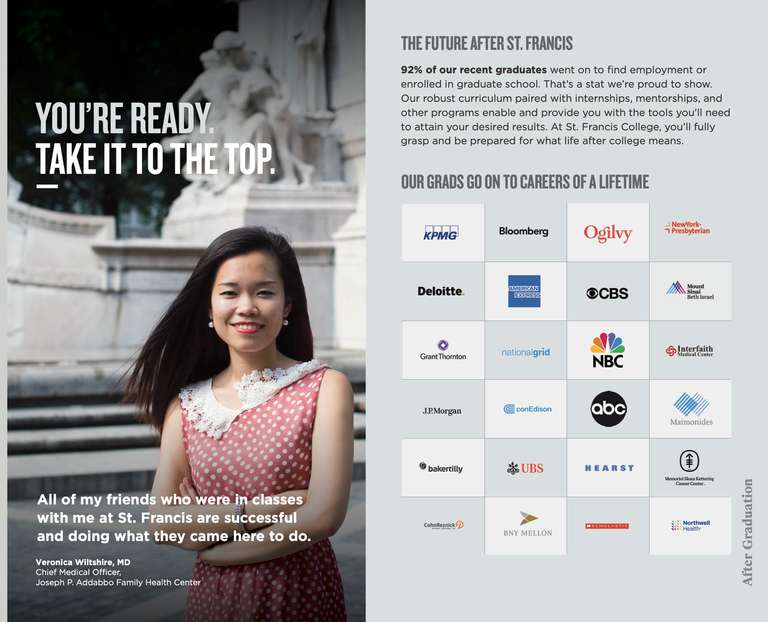 YOU'RE READY.
TAKE IT TO THE TOP.
All of my friends who were in classes
with me at St. Francis are successful
and doing what they came here to do.
Veronica Wiltshire, MD
Chief Medical Officer,
Joseph P. Addabbo Family Health Center
THE FUTURE AFTER ST. FRANCIS
92% of our recent graduates went on to find employment or
enrolled in graduate school. That's a stat we're proud to show.
Our robust curriculum paired with internships, mentorships, and
other programs enable and provide you with the tools you'll need
to attain your desired results. At St. Francis College, you'll fully
grasp and be prepared for what life after college means.
OUR GRADS GO ON TO CAREERS OF A LIFETIME
KPMG
Bloomberg
Ogilvy
NewYork-
Presbyterian
Deloitte.
AMERICAN
EXPRESS
CBS
Mount
Sinai
Beth Israel
Grant Thornton
nationalgrid
NBC
Interfaith
Medical Center
J.P.Morgan
conEdison
abc
Maimonides
bakertilly
UBS
HEARST
Memorial Sloan Kettering
Cancer Center
CohnReznick
BNY MELLON
SCHOLASTIC
Northwell
Health
After Graduation